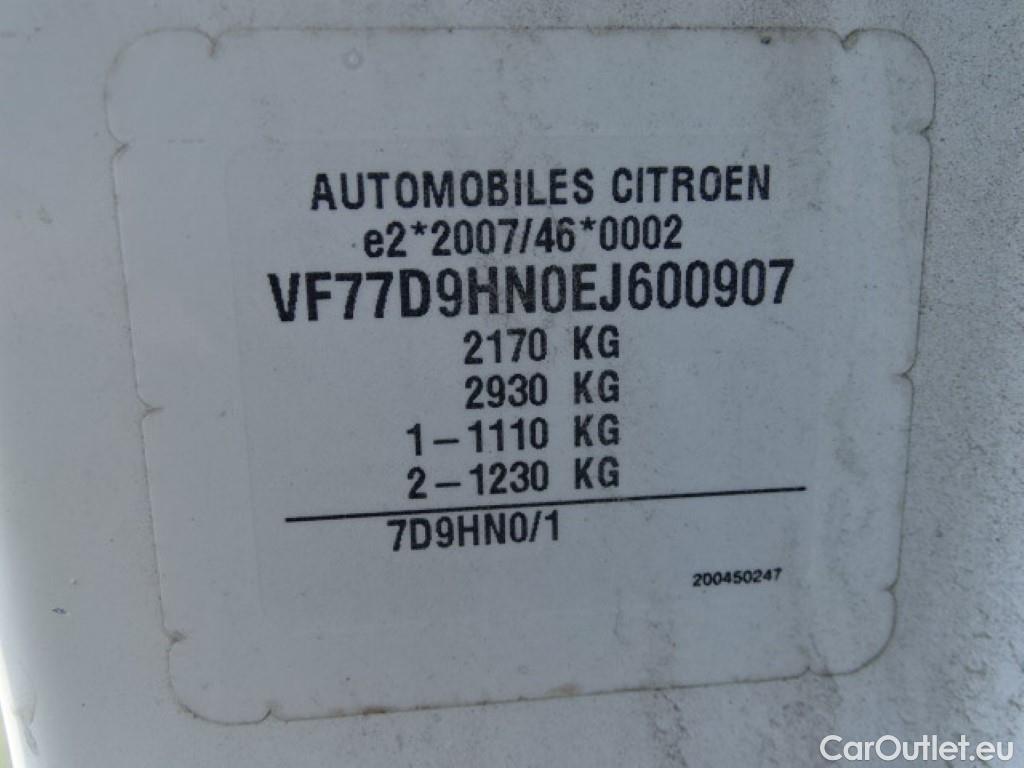 AUTOMOBILES CITROEN
e2*2007/46*0002
VF77D9HN0EJ600907
2170 KG
2930 KG
1-1110 KG
2-1230 KG
7D9HN0/1
200450247
CarOutlet.eu